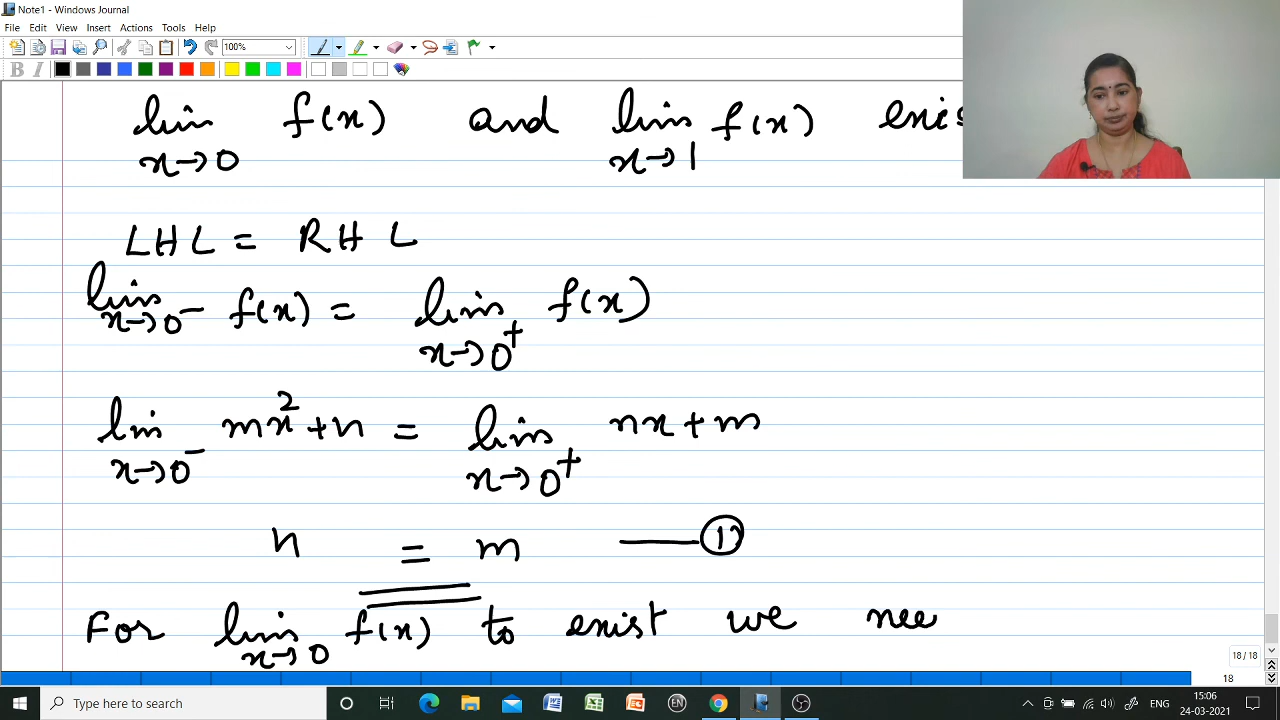 Note1 - Windows Journal
File Edit View Insert Actions Tools Help
100%
B I
lim f(x) and lim f(x) exis
x→0 x→1
LHL = RHL
lim f(x) = lim f(x)
x→0⁻ x→0⁺
lim mx²+n = lim nx+m
x→0⁻ x→0⁺
n = m
For lim f(x) to exist we nee
x→0
18 / 18
18
Type here to search
EN
ENG
15:06
24-03-2021